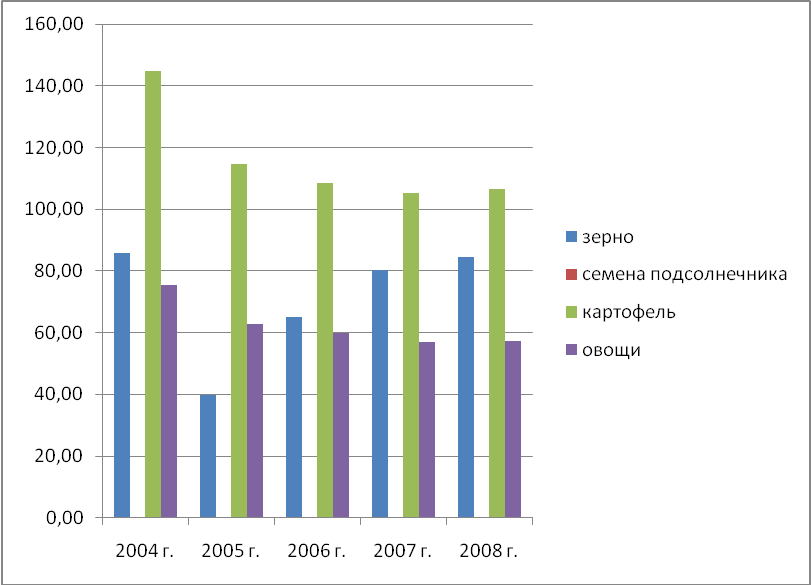 160,00
140,00
120,00
100,00
80,00
60,00
40,00
20,00
0,00
2004 г. 2005 г. 2006 г. 2007 г. 2008 г.
зерно
семена подсолнечника
картофель
овощи